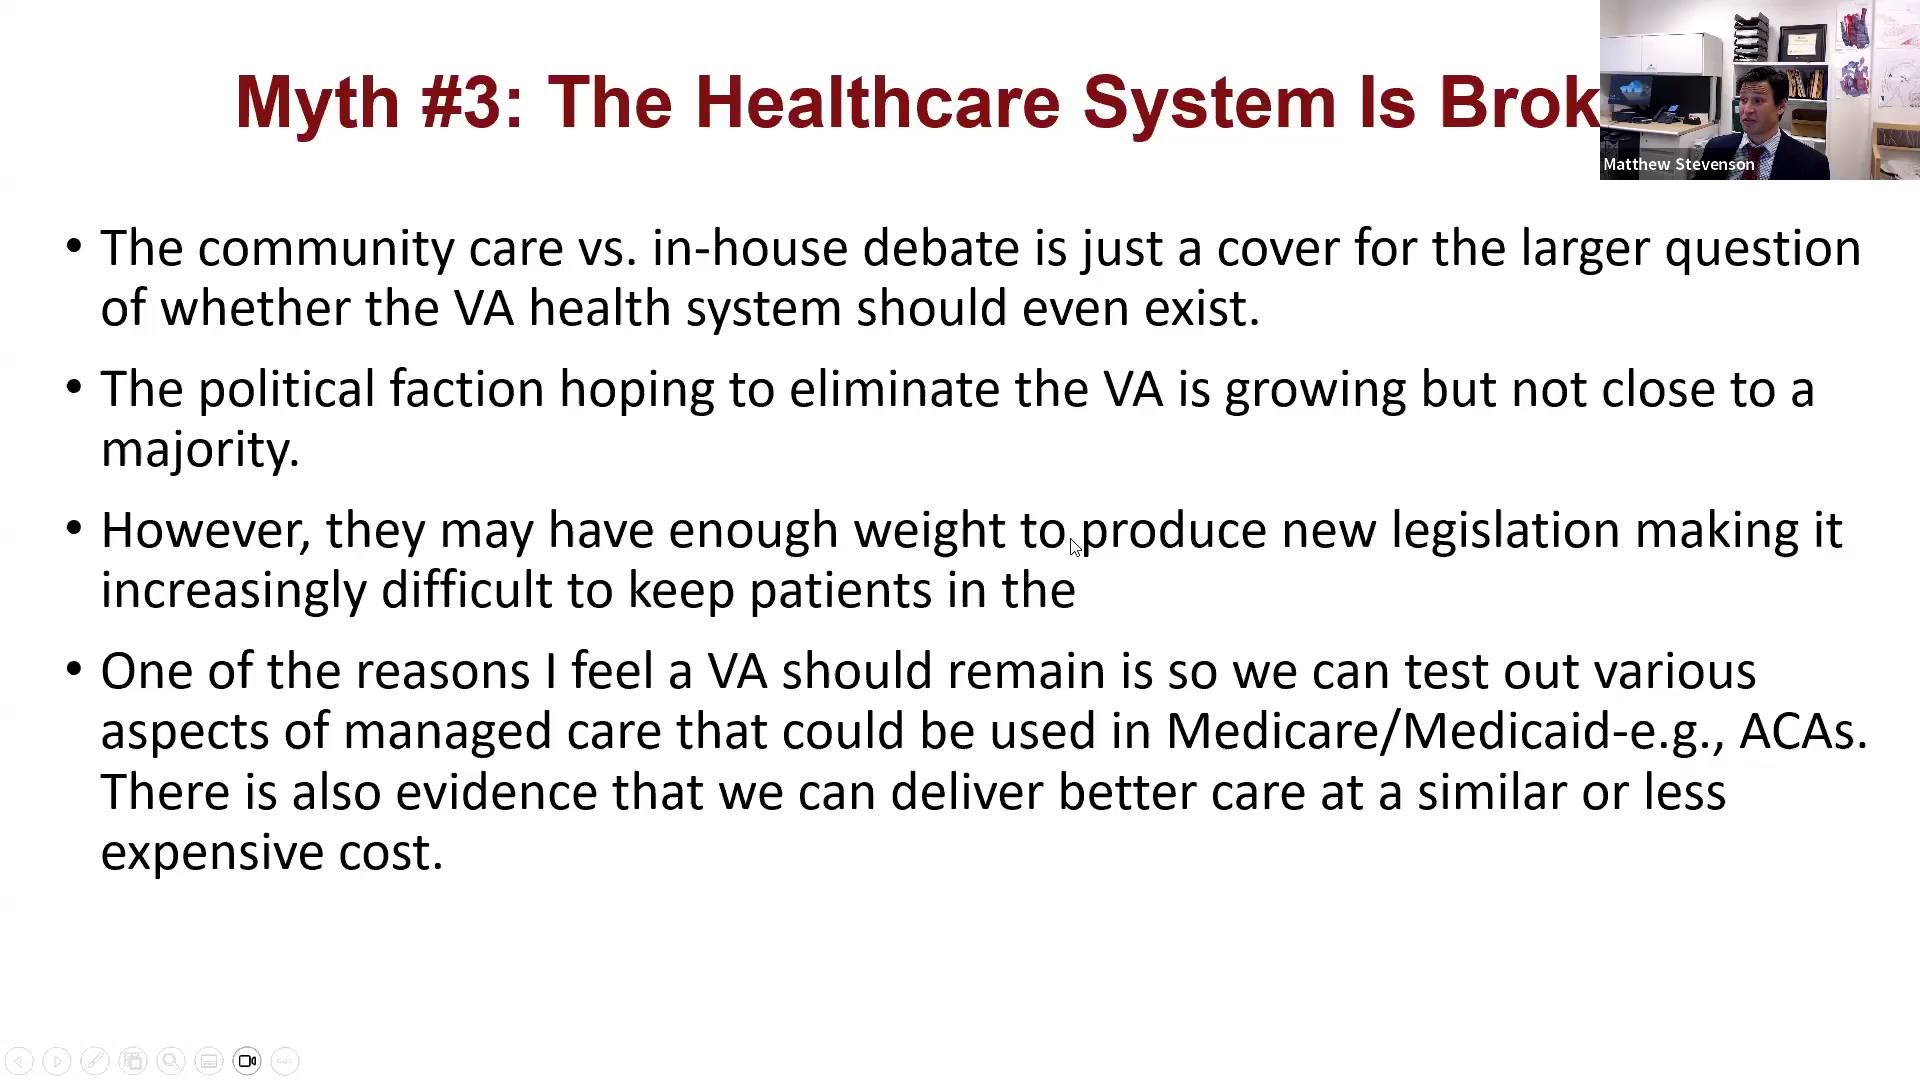 Myth #3: The Healthcare System Is Brok
Matthew Stevenson
• The community care vs. in-house debate is just a cover for the larger question
of whether the VA health system should even exist.
• The political faction hoping to eliminate the VA is growing but not close to a
majority.
• However, they may have enough weight to produce new legislation making it
increasingly difficult to keep patients in the
• One of the reasons I feel a VA should remain is so we can test out various
aspects of managed care that could be used in Medicare/Medicaid-e.g., ACAs.
There is also evidence that we can deliver better care at a similar or less
expensive cost.